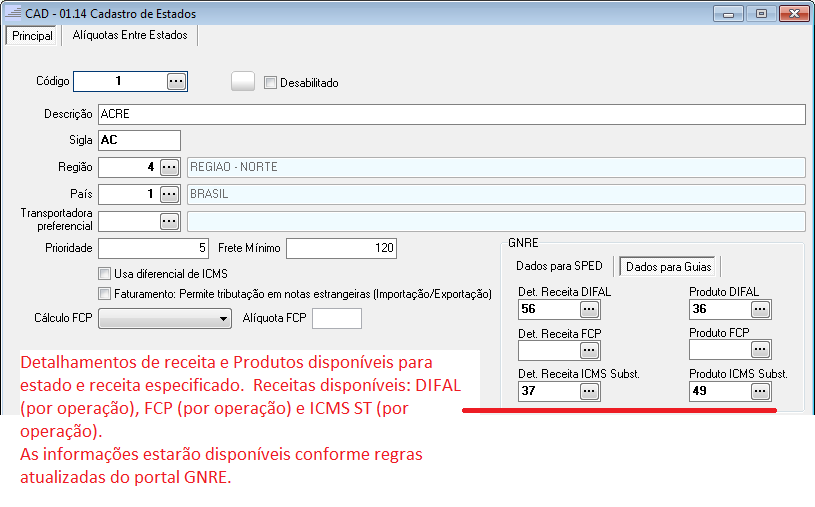 CAD - 01.14 Cadastro de Estados
Principal Alíquotas Entre Estados
Código 1 ... Desabilitado
Descrição ACRE
Sigla AC
Região 4 ... REGIAO - NORTE
País 1 ... BRASIL
Transportadora
preferencial ...
Prioridade 5 Frete Mínimo 120
Usa diferencial de ICMS
Faturamento: Permite tributação em notas estrangeiras (Importação/Exportação)
Cálculo FCP Alíquota FCP
GNRE
Dados para SPED Dados para Guias
Det. Receita DIFAL Produto DIFAL
56 ... 36 ...
Det. Receita FCP Produto FCP
... ...
Det. Receita ICMS Subst. Produto ICMS Subst.
37 ... 49 ...
Detalhamentos de receita e Produtos disponíveis para
estado e receita especificado. Receitas disponíveis: DIFAL
(por operação), FCP (por operação) e ICMS ST (por
operação).
As informações estarão disponíveis conforme regras
atualizadas do portal GNRE.